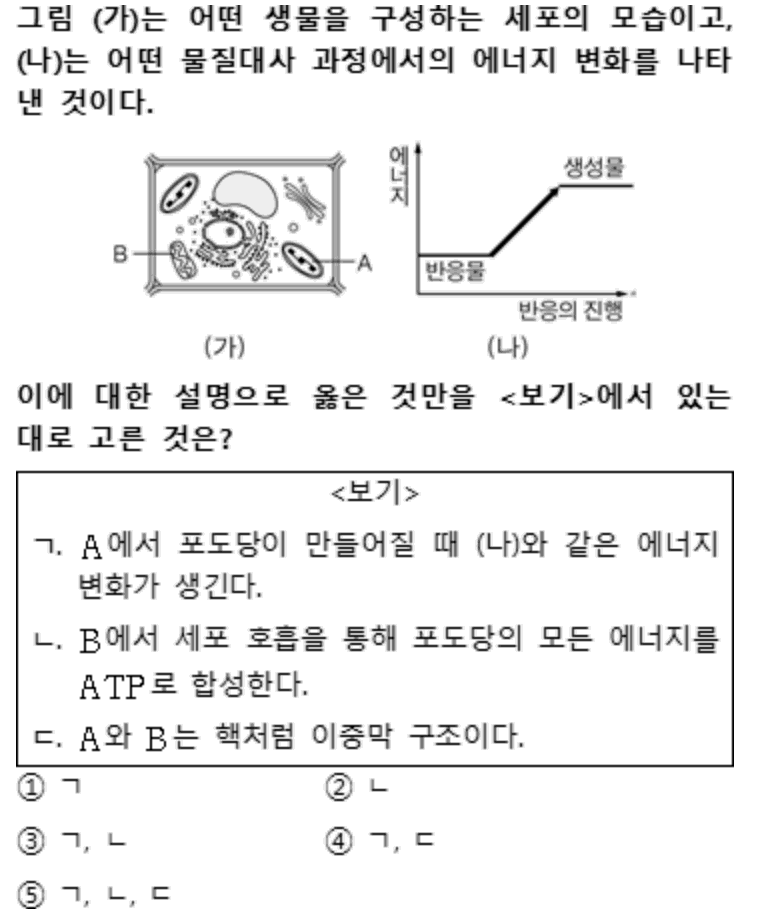 그림 (가)는 어떤 생물을 구성하는 세포의 모습이고,
(나)는 어떤 물질대사 과정에서의 에너지 변화를 나타
낸 것이다.
에너지
생성물
B
A
반응물
반응의 진행
(가)
(나)
이에 대한 설명으로 옳은 것만을 <보기>에서 있는
대로 고른 것은?
<보기>
ㄱ. A에서 포도당이 만들어질 때 (나)와 같은 에너지
변화가 생긴다.
ㄴ. B에서 세포 호흡을 통해 포도당의 모든 에너지를
ATP로 합성한다.
ㄷ. A와 B는 핵처럼 이중막 구조이다.
① ㄱ ② ㄴ
③ ㄱ, ㄴ ④ ㄱ, ㄷ
⑤ ㄱ, ㄴ, ㄷ